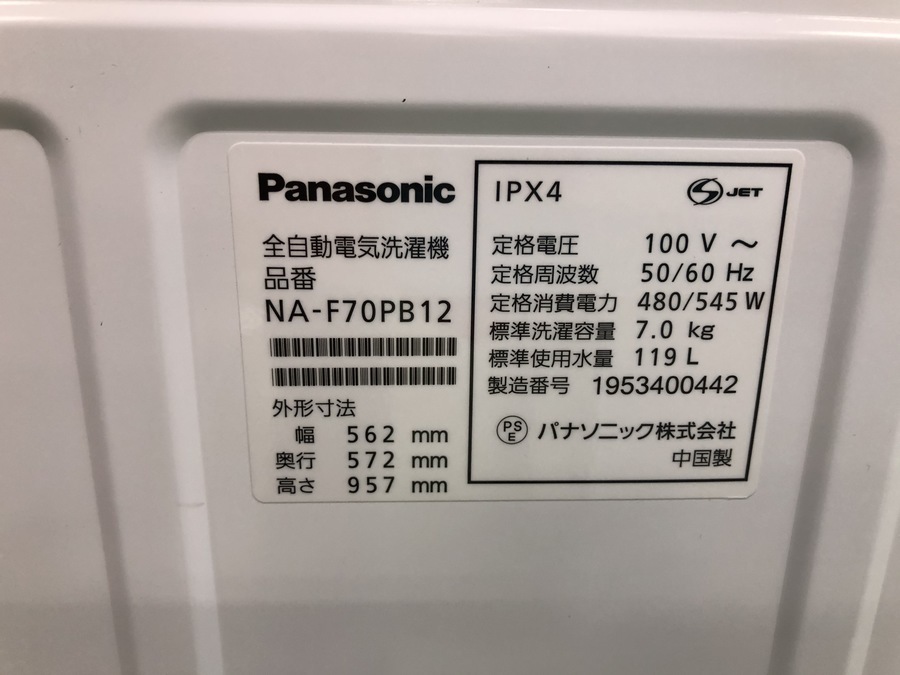 Panasonic
全自動電気洗濯機
品番
NA-F70PB12
外形寸法
幅 562 mm
奥行 572 mm
高さ 957 mm
IPX4
S JET
定格電圧 100 V ～
定格周波数 50/60 Hz
定格消費電力 480/545 W
標準洗濯容量 7.0 kg
標準使用水量 119 L
製造番号 1953400442
PS E パナソニック株式会社
中国製